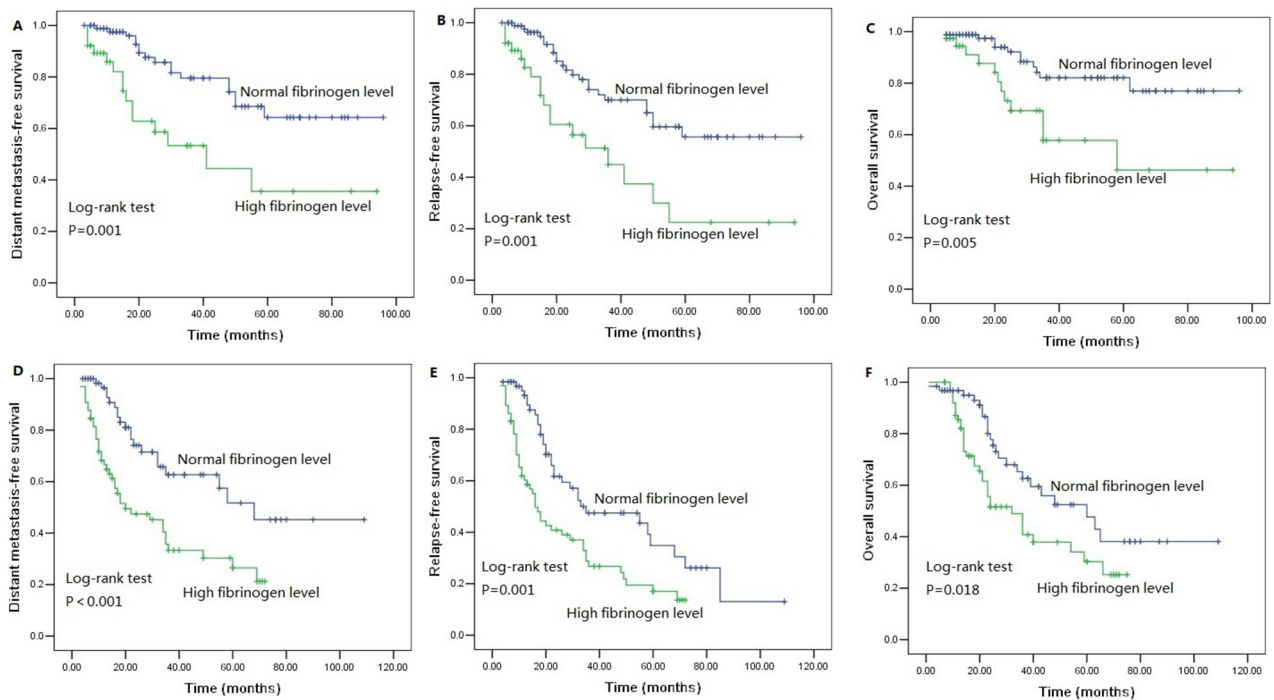 A
Distant metastasis-free survival
1.0
0.8
0.6
0.4
0.2
0.0
Normal fibrinogen level
High fibrinogen level
Log-rank test
P=0.001
0.00 20.00 40.00 60.00 80.00 100.00
Time (months)
B
Relapse-free survival
1.0
0.8
0.6
0.4
0.2
0.0
Normal fibrinogen level
High fibrinogen level
Log-rank test
P=0.001
0.00 20.00 40.00 60.00 80.00 100.00
Time (months)
C
Overall survival
1.0
0.8
0.6
0.4
0.2
0.0
Normal fibrinogen level
High fibrinogen level
Log-rank test
P=0.005
0.00 20.00 40.00 60.00 80.00 100.00
Time (months)
D
Distant metastasis-free survival
1.0
0.8
0.6
0.4
0.2
0.0
Normal fibrinogen level
High fibrinogen level
Log-rank test
P<0.001
0.00 20.00 40.00 60.00 80.00 100.00 120.00
Time (months)
E
Relapse-free survival
1.0
0.8
0.6
0.4
0.2
0.0
Normal fibrinogen level
High fibrinogen level
Log-rank test
P=0.001
0.00 20.00 40.00 60.00 80.00 100.00 120.00
Time (months)
F
Overall survival
1.0
0.8
0.6
0.4
0.2
0.0
Normal fibrinogen level
High fibrinogen level
Log-rank test
P=0.018
0.00 20.00 40.00 60.00 80.00 100.00 120.00
Time (months)